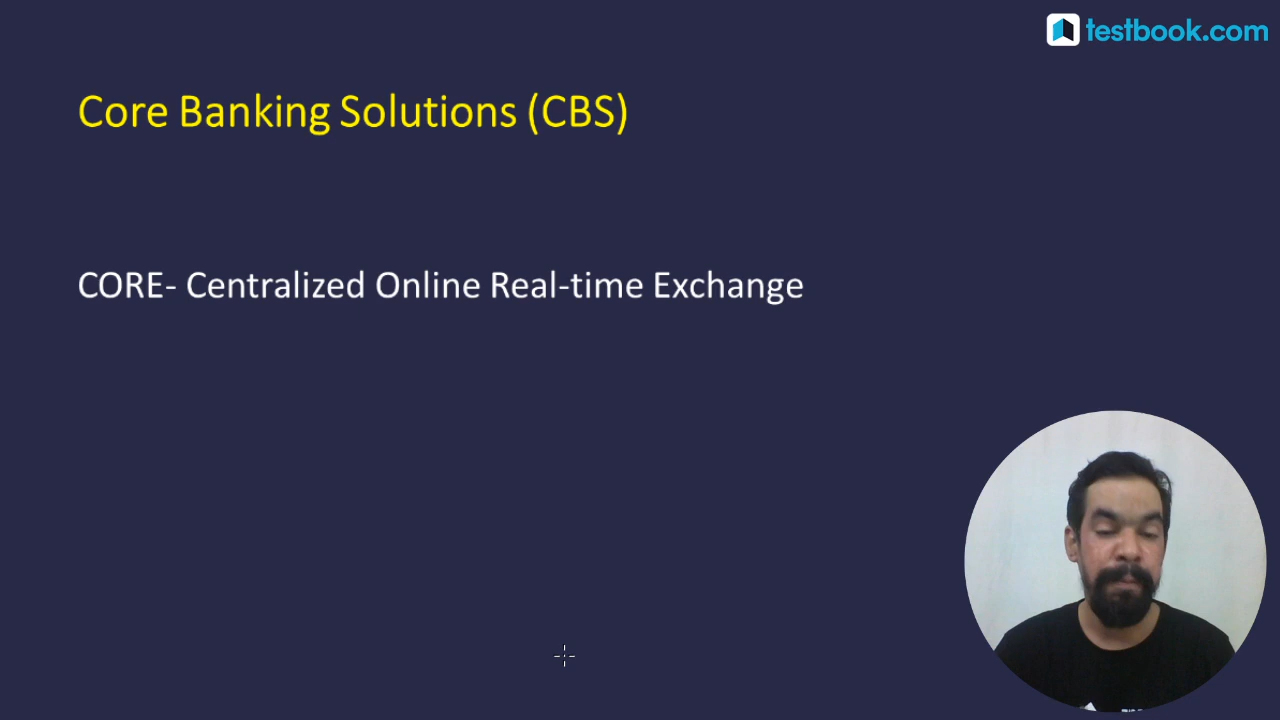 testbook.com
Core Banking Solutions (CBS)
CORE- Centralized Online Real-time Exchange